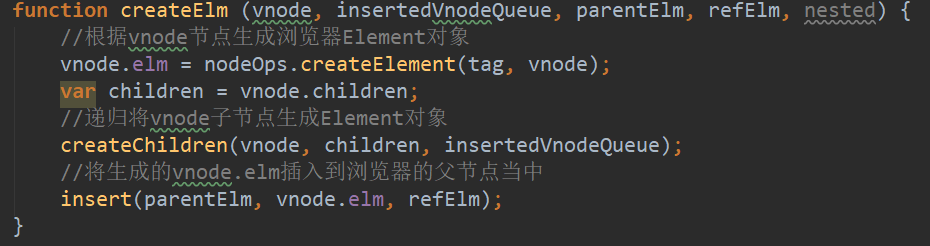 function createElm (vnode, insertedVnodeQueue, parentElm, refElm, nested) {
//根据vnode节点生成浏览器Element对象
vnode.elm = nodeOps.createElement(tag, vnode);
var children = vnode.children;
//递归将vnode子节点生成Element对象
createChildren(vnode, children, insertedVnodeQueue);
//将生成的vnode.elm插入到浏览器的父节点当中
insert(parentElm, vnode.elm, refElm);
}